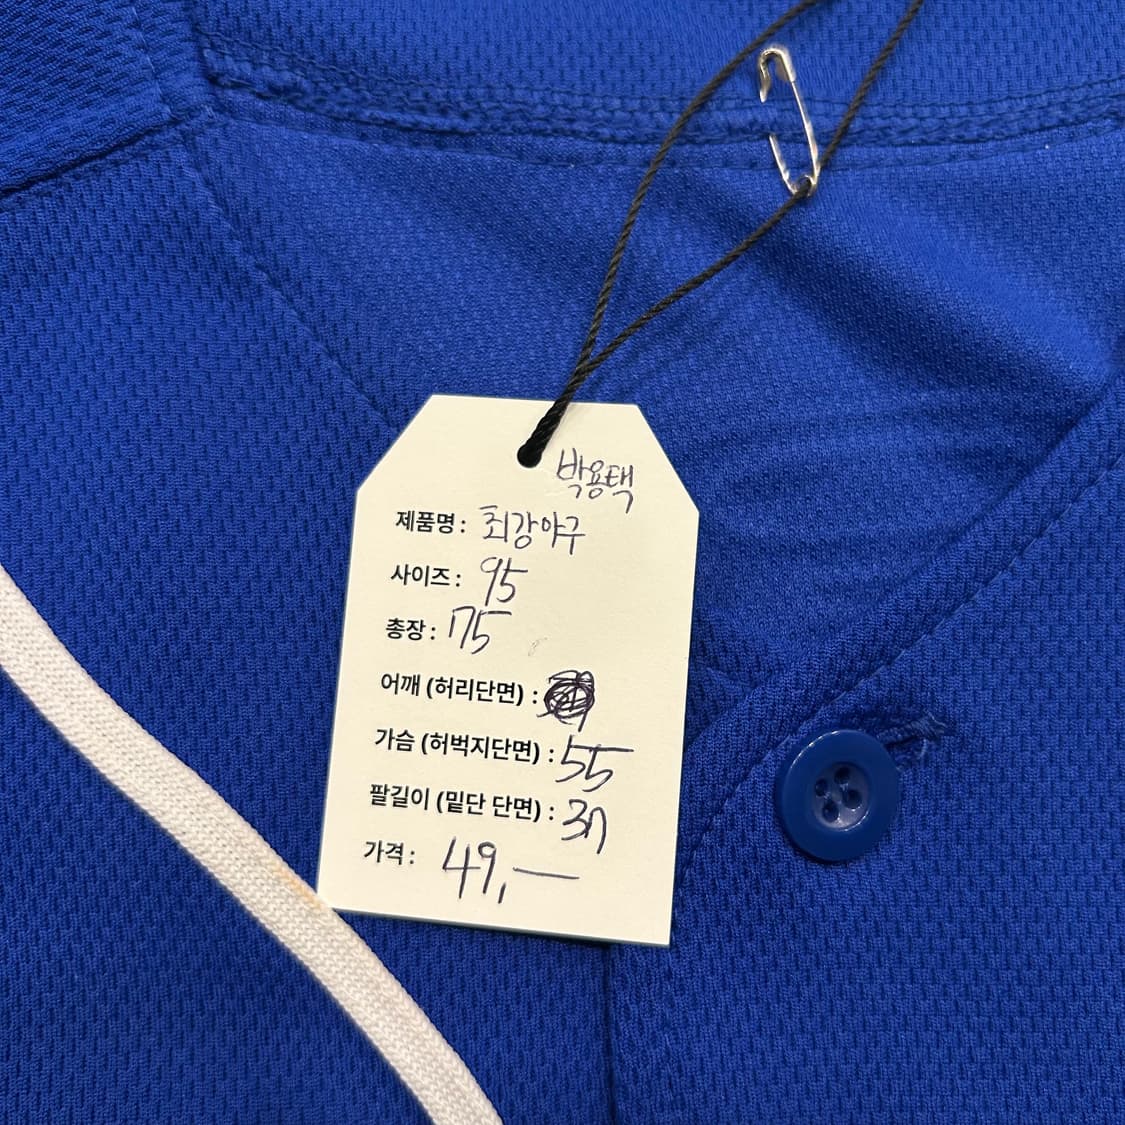 박용택
제품명 : 최강야구
사이즈 : 95
총장 : 75
어깨 (허리단면) :
가슴 (허벅지단면) : 55
팔길이 (밑단 단면) : 37
가격 : 49,—